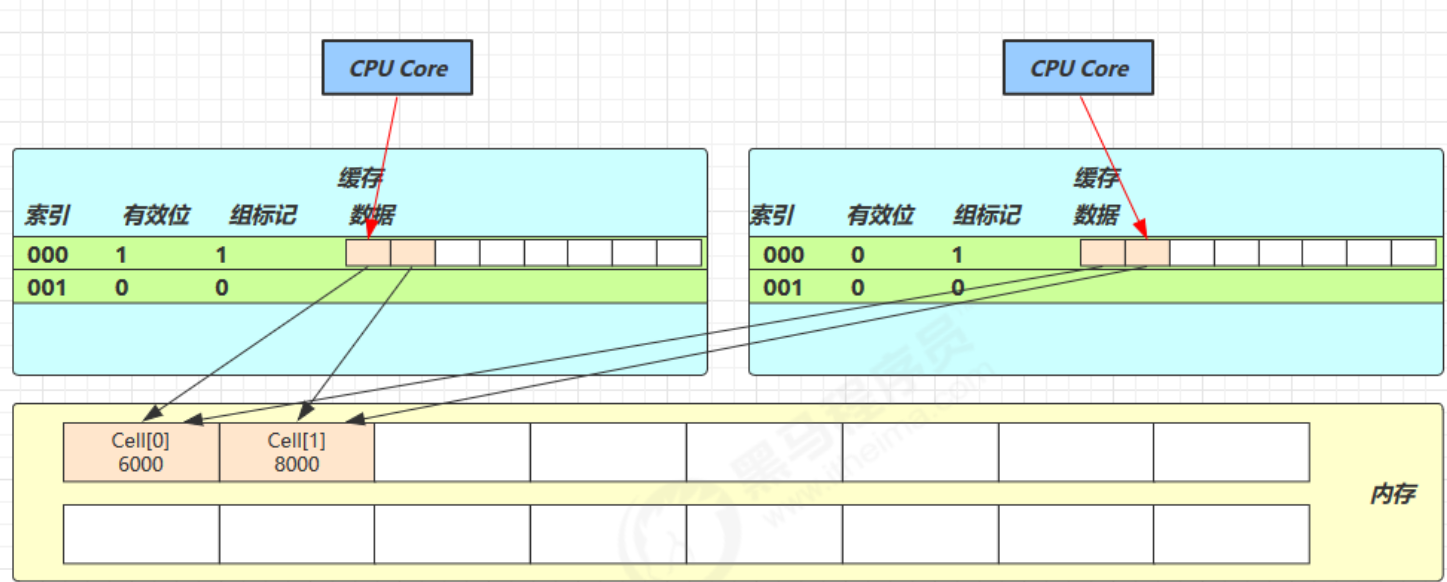 CPU Core
CPU Core
缓存
索引 有效位 组标记 数据
000 1 1
001 0 0
缓存
索引 有效位 组标记 数据
000 0 1
001 0 0
Cell[0]
6000
Cell[1]
8000
内存
黑马程序员
www.itheima.com